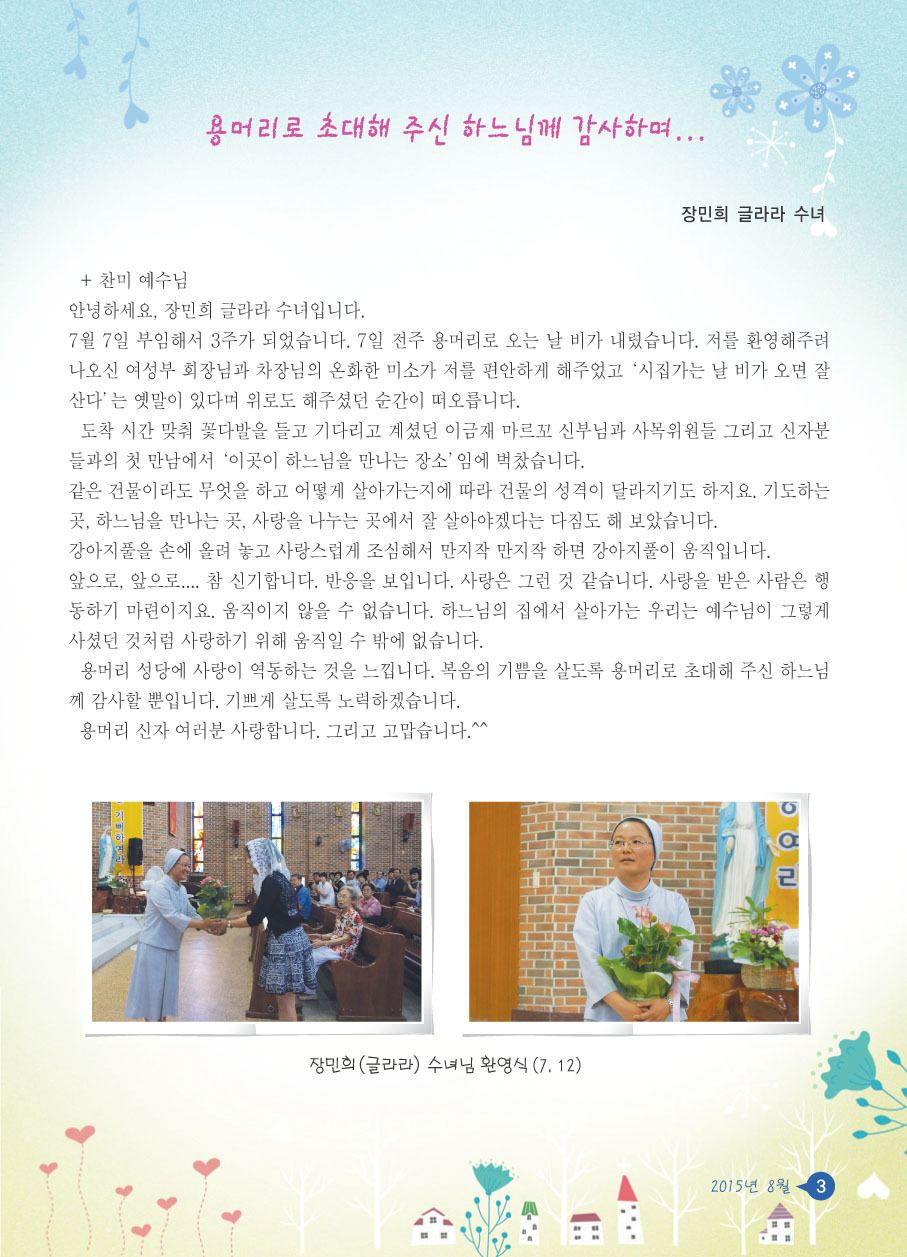 용머리로 초대해 주신 하느님께 감사하며...
장민희 글라라 수녀
+ 찬미 예수님
안녕하세요, 장민희 글라라 수녀입니다.
7월 7일 부임해서 3주가 되었습니다. 7일 전주 용머리로 오는 날 비가 내렸습니다. 저를 환영해주려
나오신 여성부 회장님과 차장님의 온화한 미소가 저를 편안하게 해주었고 ‘시집가는 날 비가 오면 잘
산다’는 옛말이 있다며 위로도 해주셨던 순간이 떠오릅니다.
도착 시간 맞춰 꽃다발을 들고 기다리고 계셨던 이금재 마르꼬 신부님과 사목위원들 그리고 신자분
들과의 첫 만남에서 ‘이곳이 하느님을 만나는 장소’임에 벅찼습니다.
같은 건물이라도 무엇을 하고 어떻게 살아가는지에 따라 건물의 성격이 달라지기도 하지요. 기도하는
곳, 하느님을 만나는 곳, 사랑을 나누는 곳에서 잘 살아야겠다는 다짐도 해 보았습니다.
강아지풀을 손에 올려 놓고 사랑스럽게 조심해서 만지작 만지작 하면 강아지풀이 움직입니다.
앞으로, 앞으로.... 참 신기합니다. 반응을 보입니다. 사랑은 그런 것 같습니다. 사랑을 받은 사람은 행
동하기 마련이지요. 움직이지 않을 수 없습니다. 하느님의 집에서 살아가는 우리는 예수님이 그렇게
사셨던 것처럼 사랑하기 위해 움직일 수 밖에 없습니다.
용머리 성당에 사랑이 역동하는 것을 느낍니다. 복음의 기쁨을 살도록 용머리로 초대해 주신 하느님
께 감사할 뿐입니다. 기쁘게 살도록 노력하겠습니다.
용머리 신자 여러분 사랑합니다. 그리고 고맙습니다.^^
기뻐하여라
여
장민희(글라라) 수녀님 환영식(7, 12)
2015년 8월 3